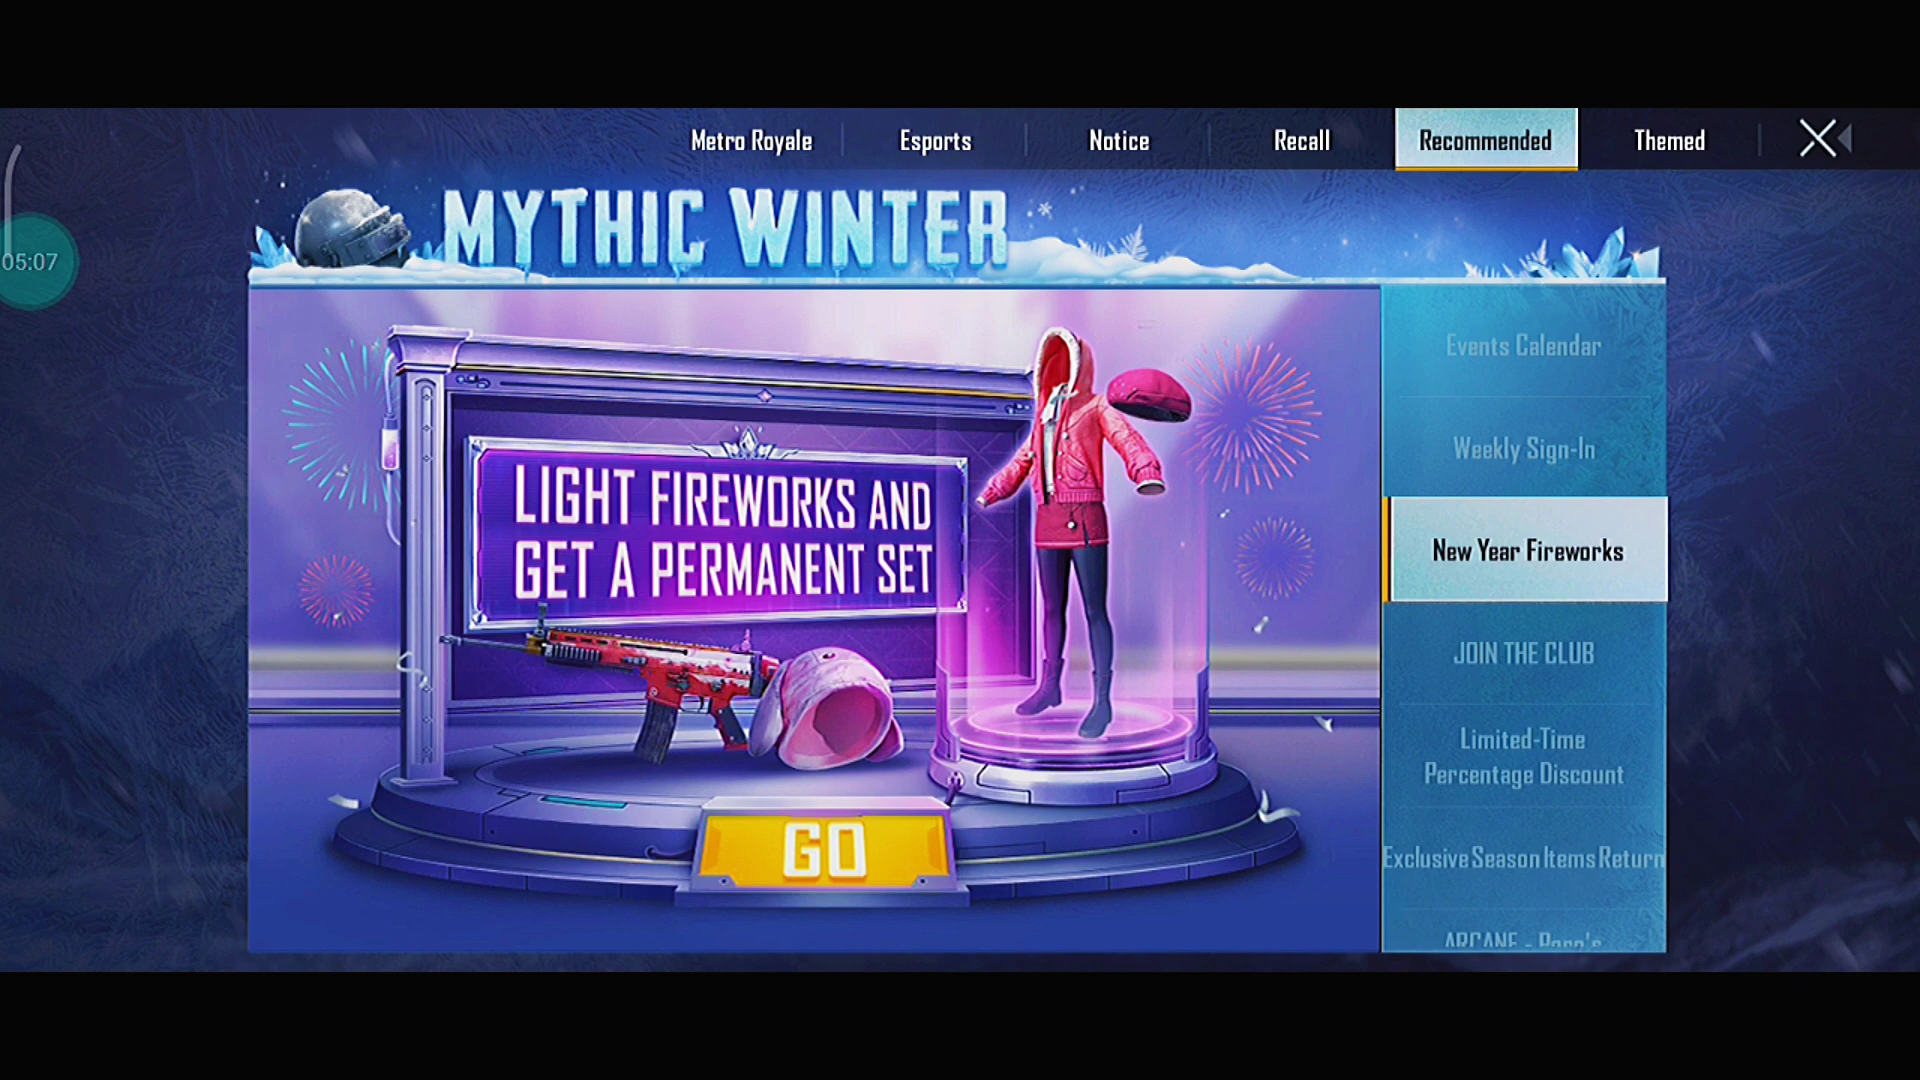 Metro Royale
Esports
Notice
Recall
Recommended
Themed
05:07
MYTHIC WINTER
LIGHT FIREWORKS AND
GET A PERMANENT SET
GO
Events Calendar
Weekly Sign-In
New Year Fireworks
JOIN THE CLUB
Limited-Time
Percentage Discount
Exclusive Season Items Return
ARCANE -